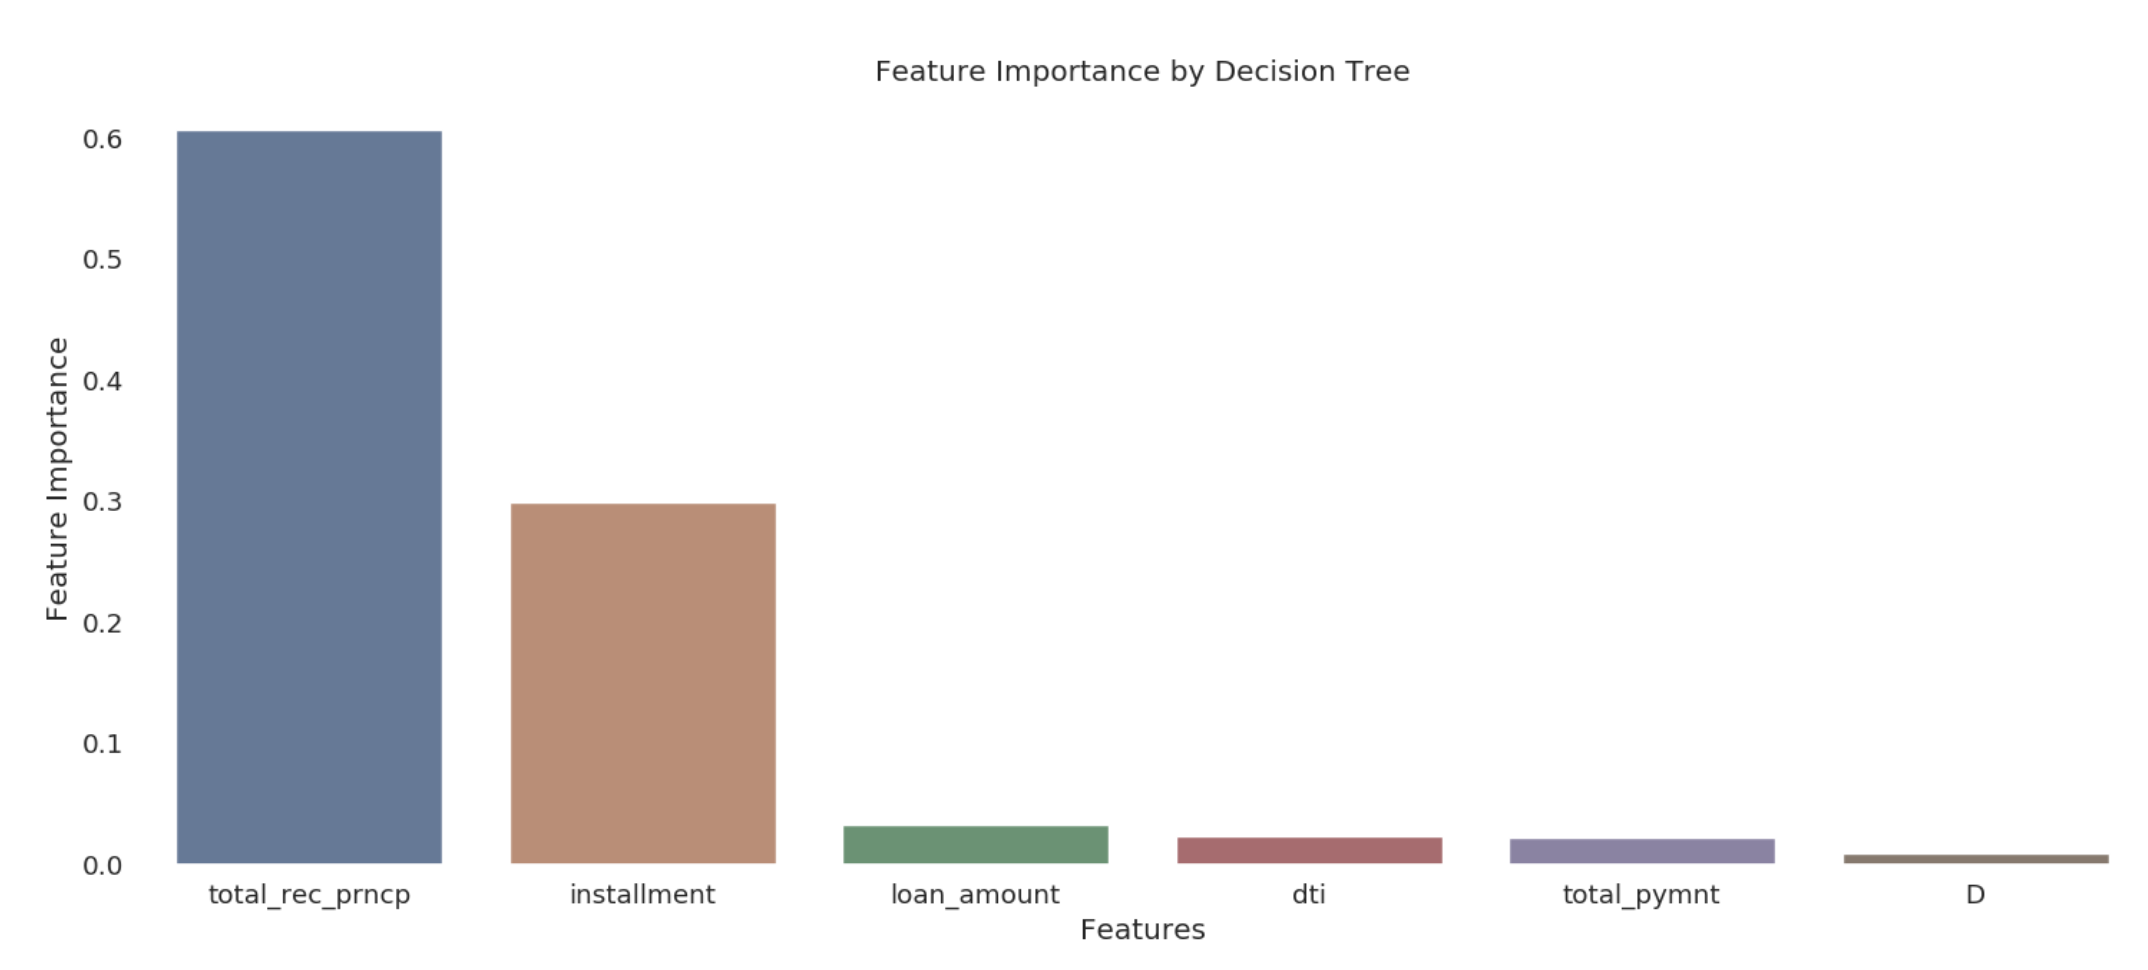 Feature Importance by Decision Tree
Feature Importance
0.6
0.5
0.4
0.3
0.2
0.1
0.0
total_rec_prncp installment loan_amount dti total_pymnt D
Features